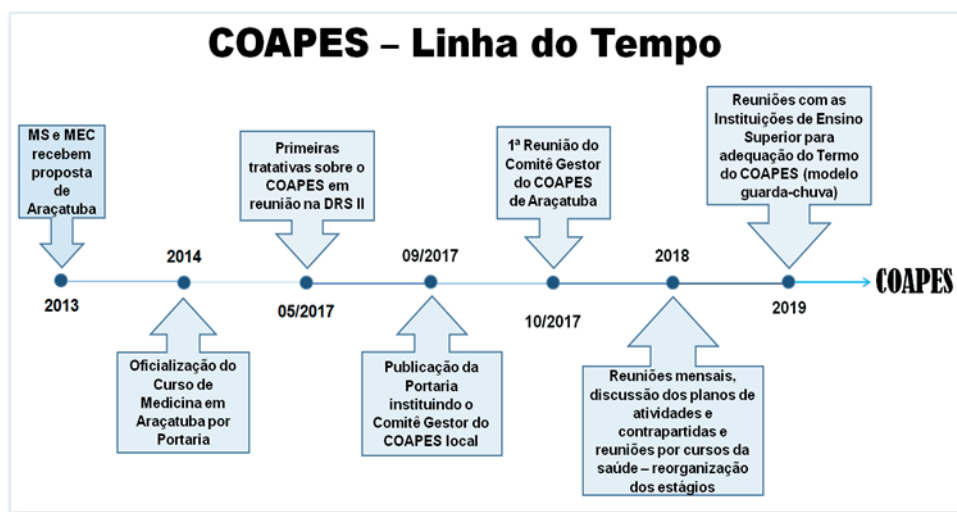 COAPES – Linha do Tempo
MS e MEC
recebem
proposta
de
Araçatuba
Primeiras
tratativas sobre o
COAPES em
reunião na DRS II
1ª Reunião do
Comitê Gestor
do COAPES
de Araçatuba
Reuniões com as
Instituições de Ensino
Superior para
adequação do Termo
do COAPES (modelo
guarda-chuva)
2014
09/2017
2018
COAPES
2013
05/2017
10/2017
2019
Oficialização do
Curso de
Medicina em
Araçatuba por
Portaria
Publicação da
Portaria
instituindo o
Comitê Gestor do
COAPES local
Reuniões mensais,
discussão dos planos de
atividades e
contrapartidas e
reuniões por cursos da
saúde – reorganização
dos estágios